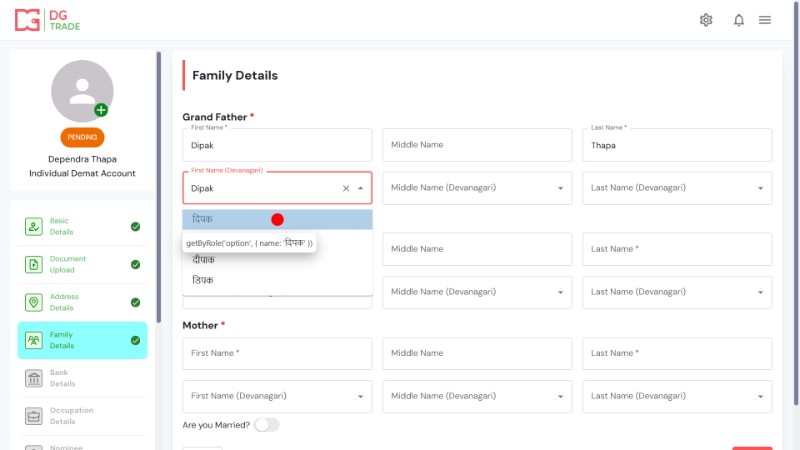 DG
TRADE
PENDING
Dependra Thapa
Individual Demat Account
Basic
Details
Document
Upload
Address
Details
Family
Details
Bank
Details
Occupation
Details
Nominee
Family Details
Grand Father *
First Name *
Dipak
Middle Name
Last Name *
Thapa
First Name (Devanagari)
Dipak
Middle Name (Devanagari)
Last Name (Devanagari)
दिपक
getByRole('option', { name: 'दिपक' })
दीपाक
ठिपक
Middle Name
Last Name *
Middle Name (Devanagari)
Last Name (Devanagari)
Mother *
First Name *
Middle Name
Last Name *
First Name (Devanagari)
Middle Name (Devanagari)
Last Name (Devanagari)
Are you Married?